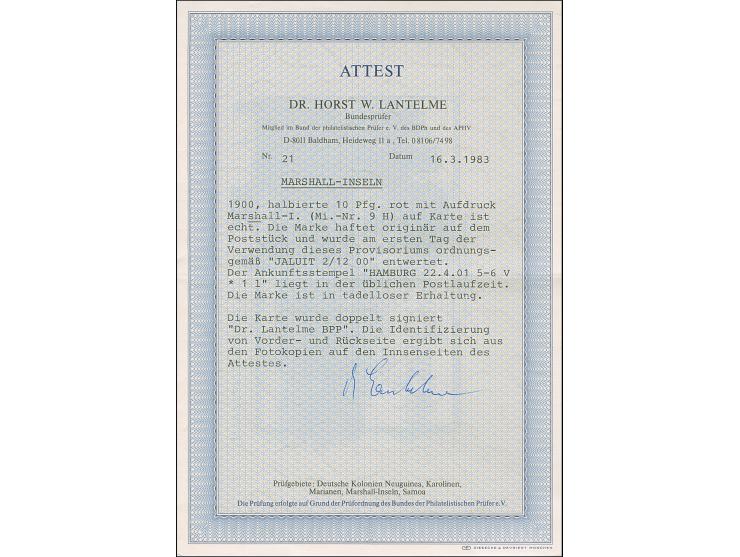 ATTEST
DR. HORST W. LANTELME
Bundesprüfer
Mitglied im Bund der philatelistischen Prüfer e. V. des BDPh und des APHV
D-8011 Baldham, Heideweg 11 a, Tel. 08106/7498
Nr. 21 Datum 16.3.1983
MARSHALL-INSELN
1900, halbierte 10 Pfg. rot mit Aufdruck
Marshall-I. (Mi.-Nr. 9 H) auf Karte ist
echt. Die Marke haftet originär auf dem
Poststück und wurde am ersten Tag der
Verwendung dieses Provisoriums ordnungs-
gemäß "JALUIT 2/12 00" entwertet.
Der Ankunftsstempel "HAMBURG 22.4.01 5-6 V
* 1 l" liegt in der üblichen Postlaufzeit.
Die Marke ist in tadelloser Erhaltung.
Die Karte wurde doppelt signiert
"Dr. Lantelme BPP". Die Identifizierung
von Vorder- und Rückseite ergibt sich aus
den Fotokopien auf den Innsenseiten des
Attestes.
Lantelme
Prüfgebiete: Deutsche Kolonien Neuguinea, Karolinen,
Marianen, Marshall-Inseln, Samoa
Die Prüfung erfolgte auf Grund der Prüfordnung des Bundes der Philatelistischen Prüfer e.V.
GIESECKE & DEVRIENT MÜNCHEN